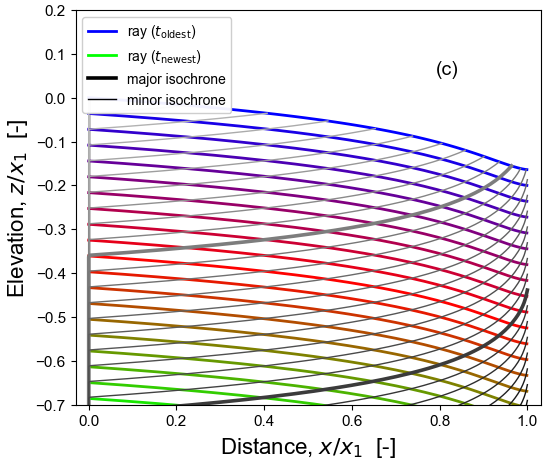 ray (t_oldest)
ray (t_newest)
major isochrone
minor isochrone
(c)
0.2
0.1
0.0
−0.1
−0.2
−0.3
−0.4
−0.5
−0.6
−0.7
Elevation, z/x₁ [-]
0.0 0.2 0.4 0.6 0.8 1.0
Distance, x/x₁ [-]